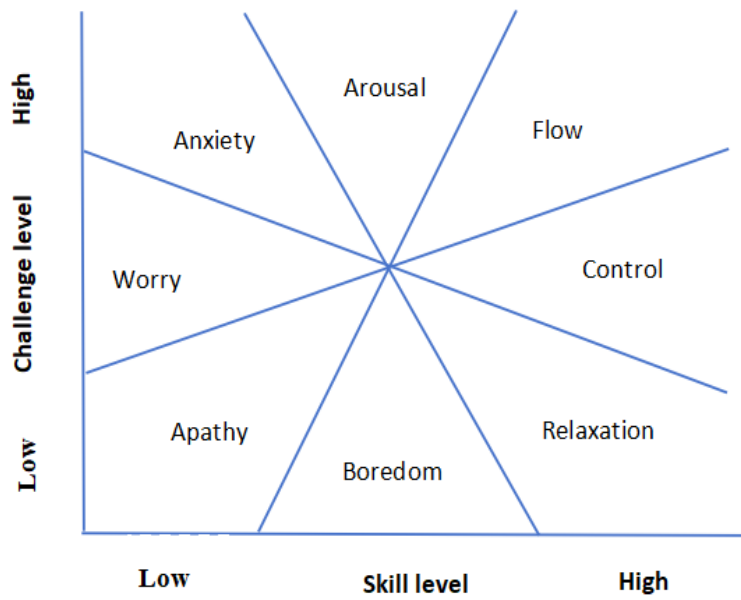 Arousal
High
Flow
Anxiety
Challenge level
Control
Worry
Relaxation
Apathy
Low
Boredom
Low
Skill level
High